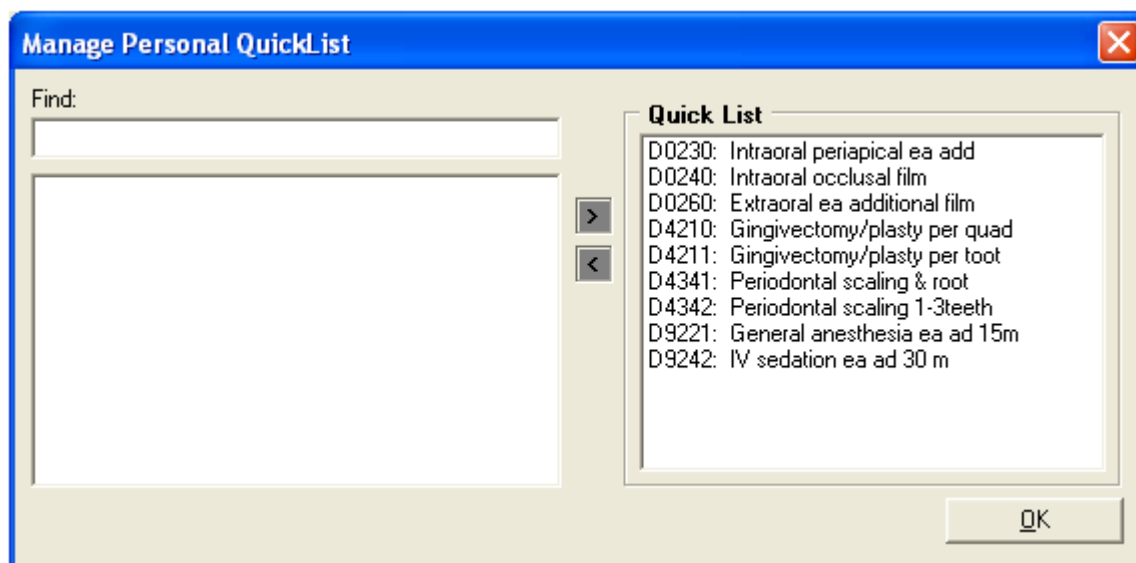 Manage Personal QuickList
Find:
>
<
Quick List
D0230: Intraoral periapical ea add
D0240: Intraoral occlusal film
D0260: Extraoral ea additional film
D4210: Gingivectomy/plasty per quad
D4211: Gingivectomy/plasty per toot
D4341: Periodontal scaling & root
D4342: Periodontal scaling 1-3teeth
D9221: General anesthesia ea ad 15m
D9242: IV sedation ea ad 30 m
OK